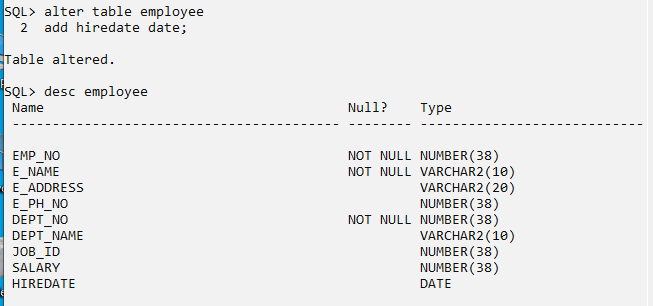 SQL> alter table employee
  2  add hiredate date;
Table altered.
SQL> desc employee
 Name                                      Null?    Type
 ----------------------------------------- -------- ----------------------------
 EMP_NO                                    NOT NULL NUMBER(38)
 E_NAME                                    NOT NULL VARCHAR2(10)
 E_ADDRESS                                          VARCHAR2(20)
 E_PH_NO                                            NUMBER(38)
 DEPT_NO                                   NOT NULL NUMBER(38)
 DEPT_NAME                                          VARCHAR2(10)
 JOB_ID                                             NUMBER(38)
 SALARY                                             NUMBER(38)
 HIREDATE                                           DATE